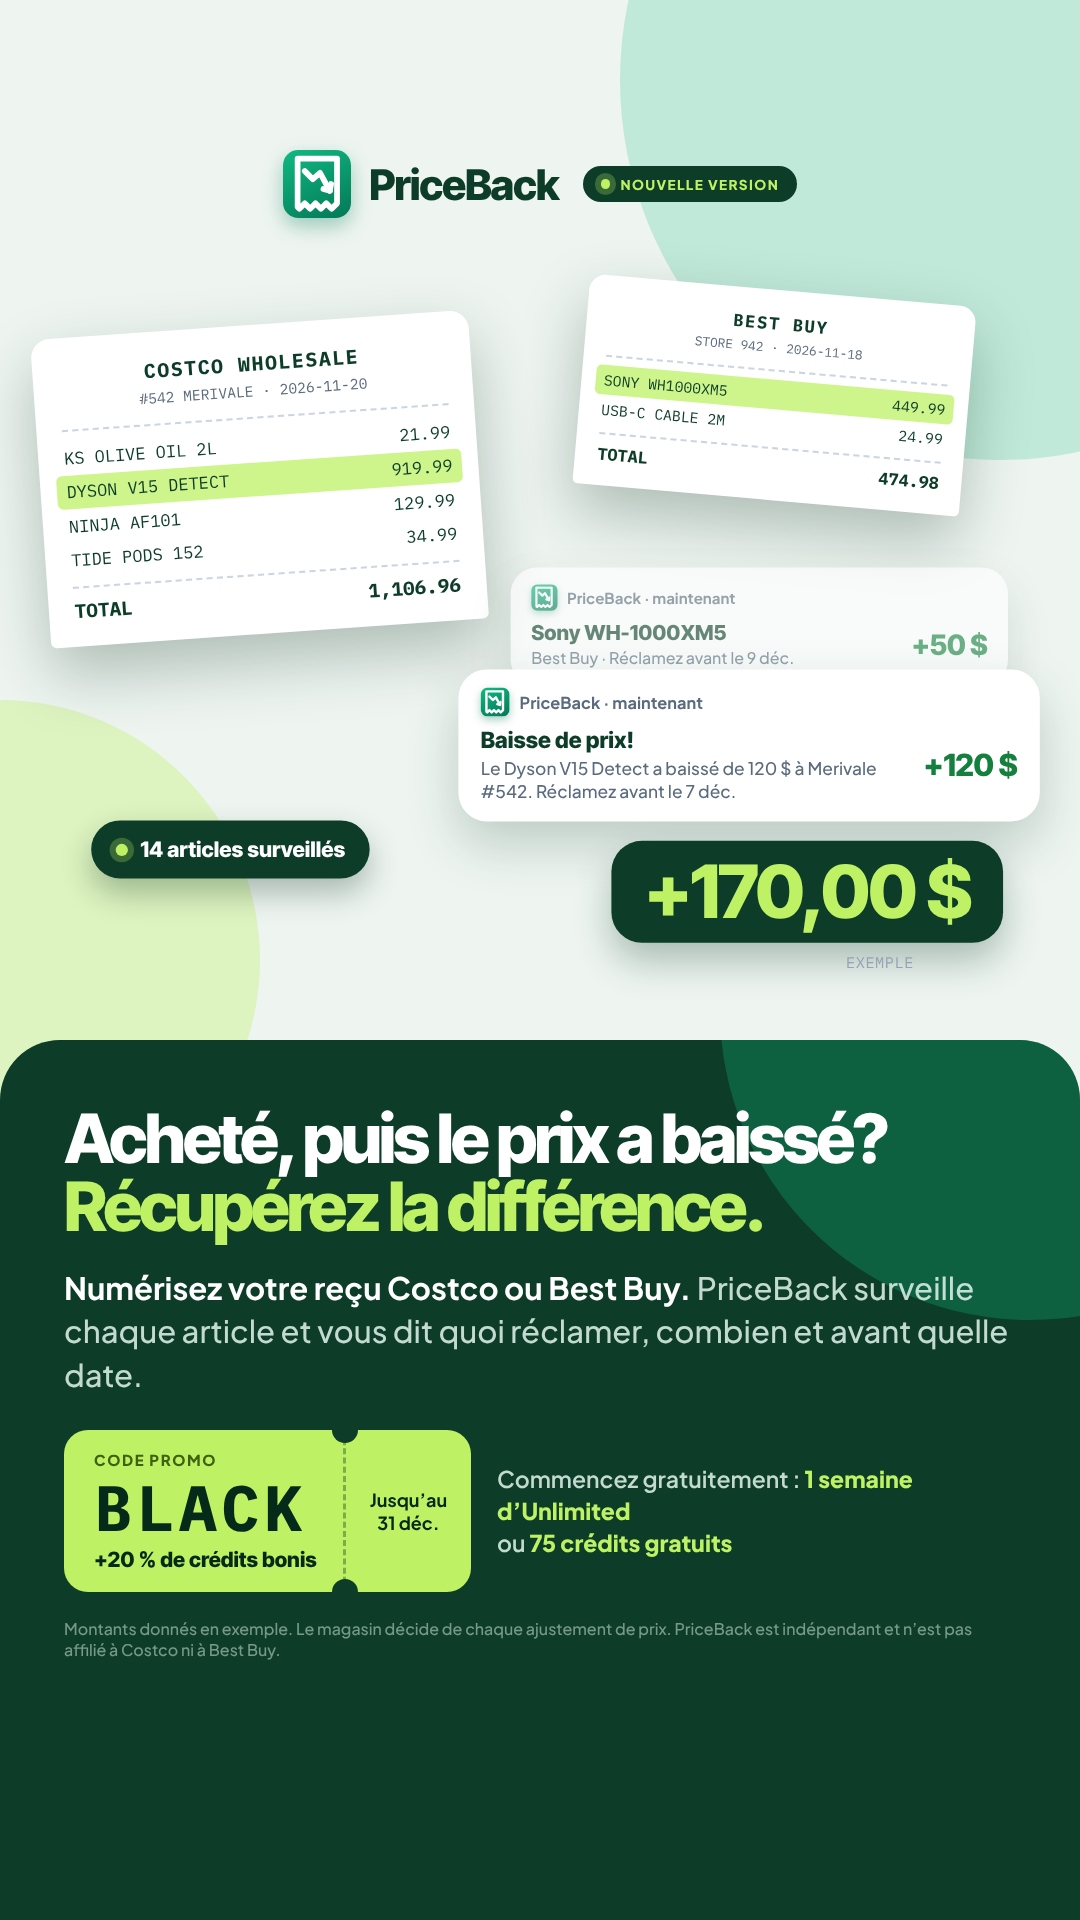 PriceBack
NOUVELLE VERSION
COSTCO WHOLESALE
#542 MERIVALE · 2026-11-20
KS OLIVE OIL 2L 21.99
DYSON V15 DETECT 919.99
NINJA AF101 129.99
TIDE PODS 152 34.99
TOTAL 1,106.96
BEST BUY
STORE 942 · 2026-11-18
SONY WH1000XM5 449.99
USB-C CABLE 2M 24.99
TOTAL 474.98
PriceBack · maintenant
Sony WH-1000XM5
+50 $
Best Buy · Réclamez avant le 9 déc.
PriceBack · maintenant
Baisse de prix!
Le Dyson V15 Detect a baissé de 120 $ à Merivale
#542. Réclamez avant le 7 déc.
+120 $
14 articles surveillés
+170,00 $
EXEMPLE
Acheté, puis le prix a baissé?
Récupérez la différence.
Numérisez votre reçu Costco ou Best Buy. PriceBack surveille
chaque article et vous dit quoi réclamer, combien et avant quelle
date.
CODE PROMO
BLACK
+20 % de crédits bonis
Jusqu’au
31 déc.
Commencez gratuitement : 1 semaine
d’Unlimited
ou 75 crédits gratuits
Montants donnés en exemple. Le magasin décide de chaque ajustement de prix. PriceBack est indépendant et n’est pas
affilié à Costco ni à Best Buy.